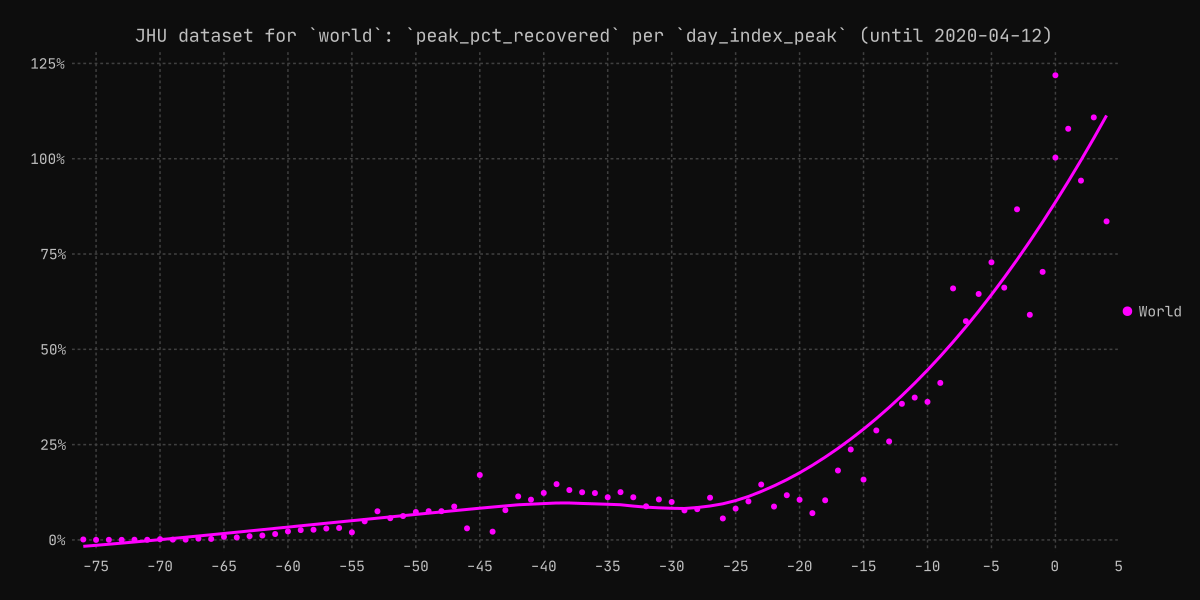 JHU dataset for `world`: `peak_pct_recovered` per `day_index_peak` (until 2020-04-12)
125%
100%
75%
50%
25%
0%
World
-75 -70 -65 -60 -55 -50 -45 -40 -35 -30 -25 -20 -15 -10 -5 0 5